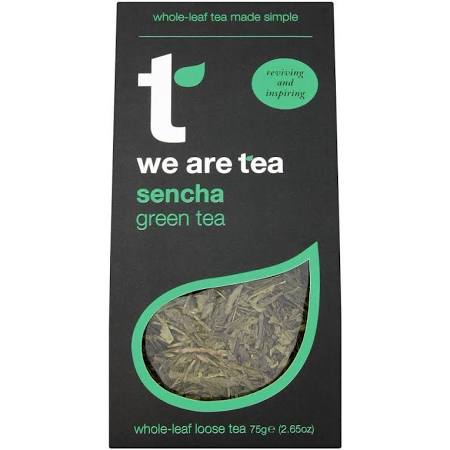 whole-leaf tea made simple
t
reviving
and
inspiring
we are tea
sencha
green tea
whole-leaf loose tea 75g℮ (2.65oz)